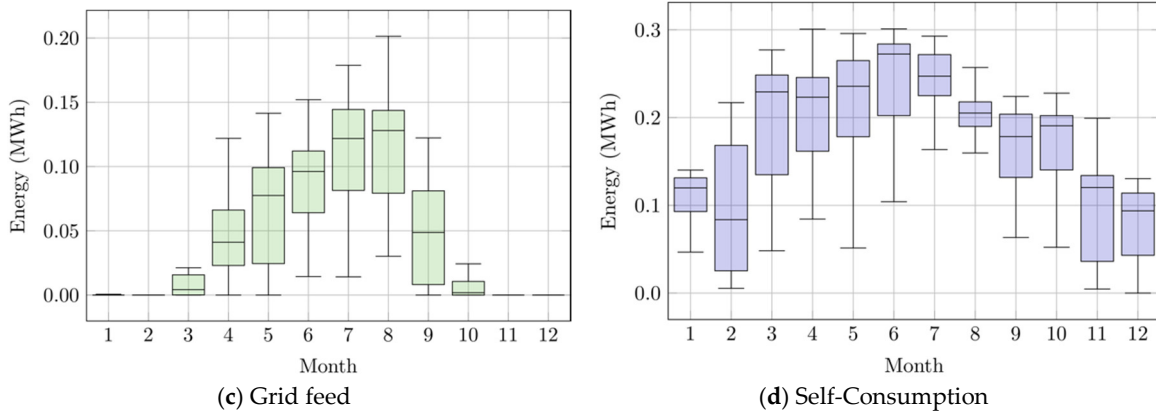 0.20
0.15
0.10
0.05
0.00
Energy (MWh)
1 2 3 4 5 6 7 8 9 10 11 12
Month
(c) Grid feed
0.3
0.2
0.1
0.0
Energy (MWh)
1 2 3 4 5 6 7 8 9 10 11 12
Month
(d) Self-Consumption